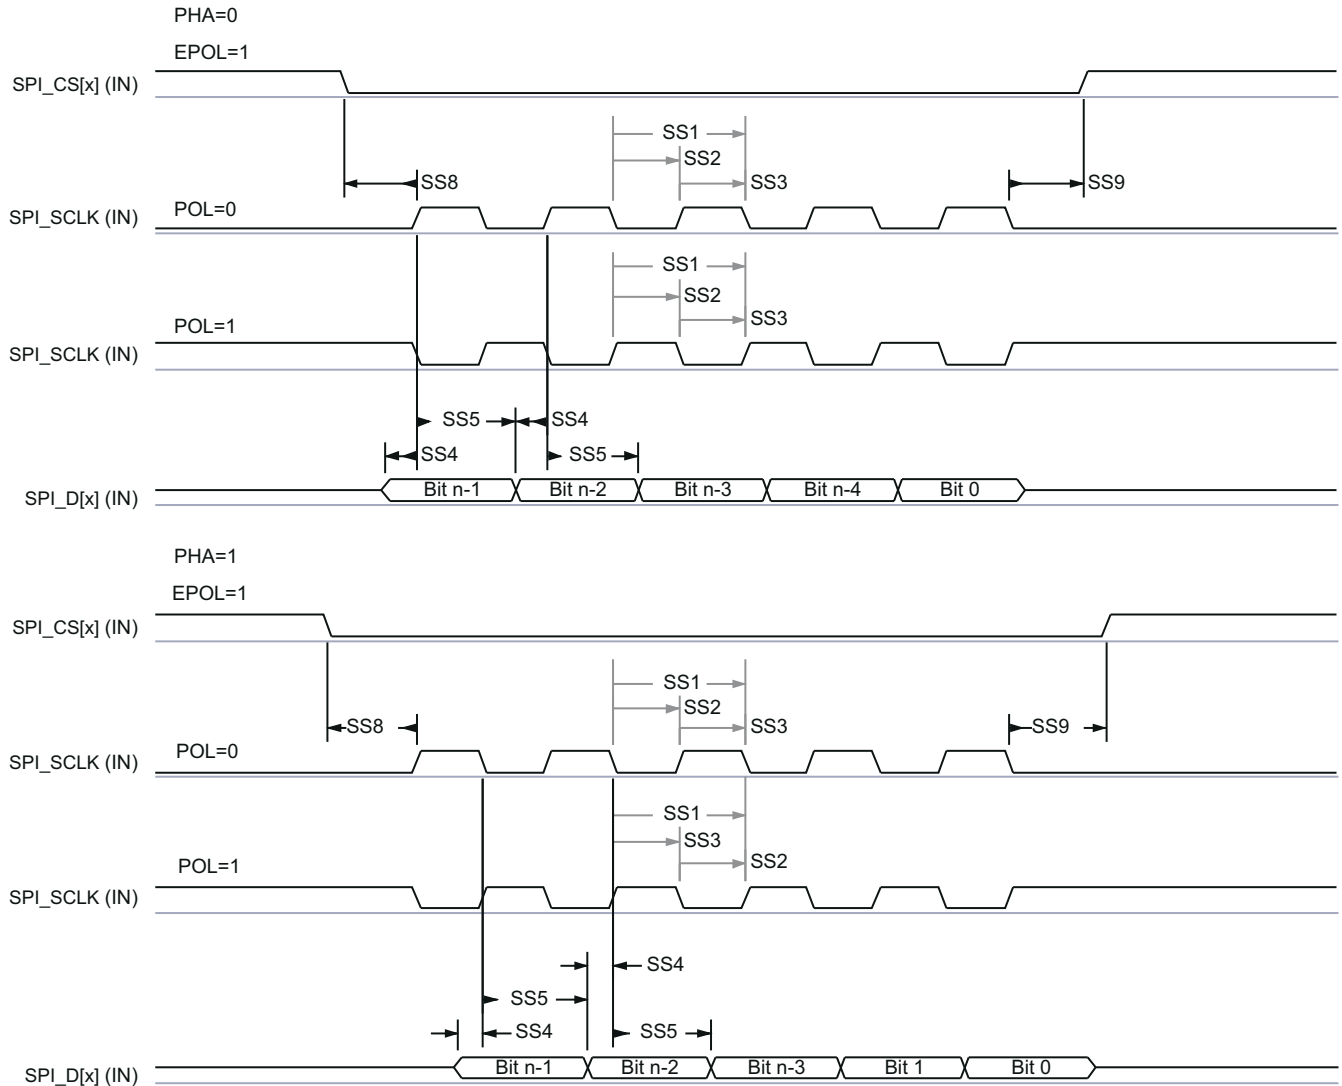 PHA=0
EPOL=1
SPI_CS[x] (IN)
SS1
SS2
SS8
SS3
SS9
SPI_SCLK (IN)
POL=0
SS1
SS2
SS3
POL=1
SPI_SCLK (IN)
SS5
SS4
SS4
SS5
SPI_D[x] (IN)
Bit n-1
Bit n-2
Bit n-3
Bit n-4
Bit 0
PHA=1
EPOL=1
SPI_CS[x] (IN)
SS1
SS2
SS8
SS3
SS9
POL=0
SPI_SCLK (IN)
SS1
SS3
SS2
POL=1
SPI_SCLK (IN)
SS4
SS5
SS4
SS5
SPI_D[x] (IN)
Bit n-1
Bit n-2
Bit n-3
Bit 1
Bit 0